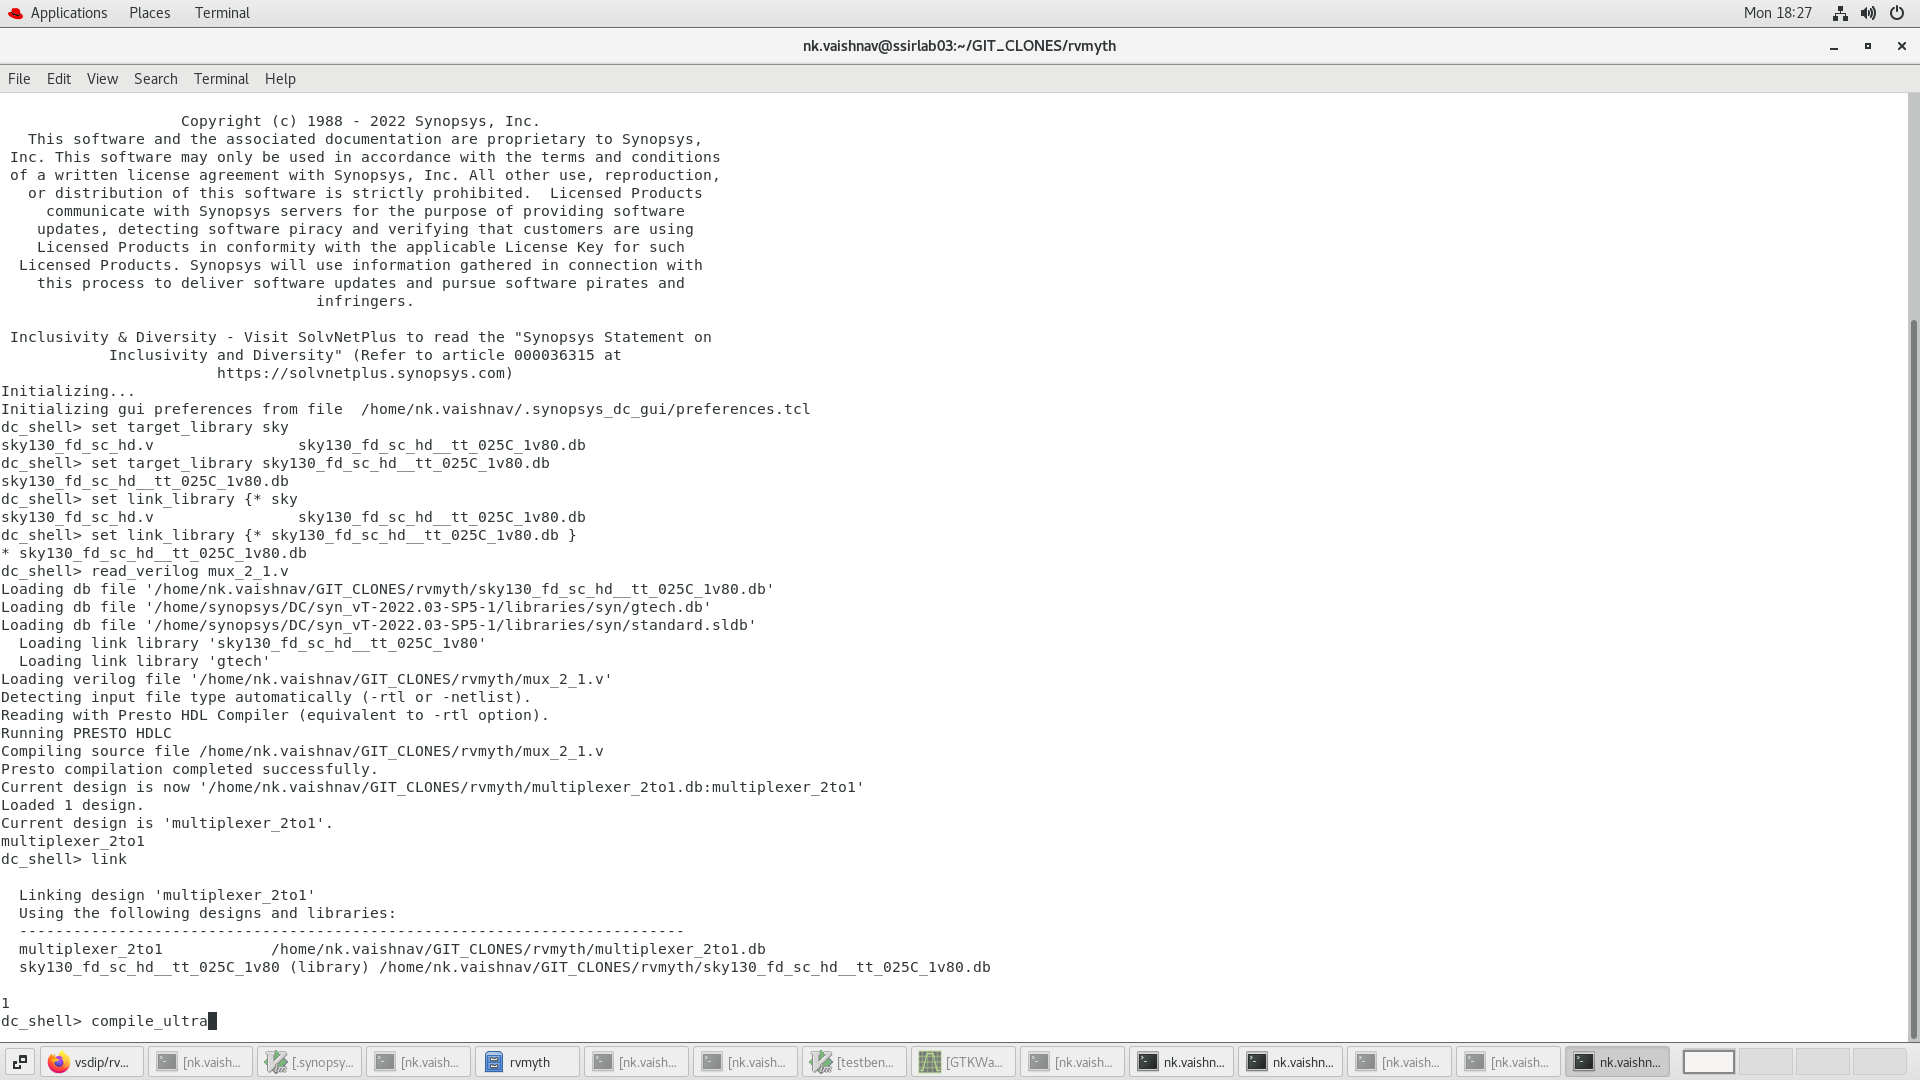 Applications Places Terminal Mon 18:27
nk.vaishnav@ssirlab03:~/GIT_CLONES/rvmyth
File Edit View Search Terminal Help
Copyright (c) 1988 - 2022 Synopsys, Inc.
This software and the associated documentation are proprietary to Synopsys,
Inc. This software may only be used in accordance with the terms and conditions
of a written license agreement with Synopsys, Inc. All other use, reproduction,
or distribution of this software is strictly prohibited.  Licensed Products
communicate with Synopsys servers for the purpose of providing software
updates, detecting software piracy and verifying that customers are using
Licensed Products in conformity with the applicable License Key for such
Licensed Products. Synopsys will use information gathered in connection with
this process to deliver software updates and pursue software pirates and
infringers.
Inclusivity & Diversity - Visit SolvNetPlus to read the "Synopsys Statement on
Inclusivity and Diversity" (Refer to article 000036315 at
https://solvnetplus.synopsys.com)
Initializing...
Initializing gui preferences from file  /home/nk.vaishnav/.synopsys_dc_gui/preferences.tcl
dc_shell> set target_library sky
sky130_fd_sc_hd.v                sky130_fd_sc_hd__tt_025C_1v80.db
dc_shell> set target_library sky130_fd_sc_hd__tt_025C_1v80.db
sky130_fd_sc_hd__tt_025C_1v80.db
dc_shell> set link_library {* sky
sky130_fd_sc_hd.v                sky130_fd_sc_hd__tt_025C_1v80.db
dc_shell> set link_library {* sky130_fd_sc_hd__tt_025C_1v80.db }
* sky130_fd_sc_hd__tt_025C_1v80.db
dc_shell> read_verilog mux_2_1.v
Loading db file '/home/nk.vaishnav/GIT_CLONES/rvmyth/sky130_fd_sc_hd__tt_025C_1v80.db'
Loading db file '/home/synopsys/DC/syn_vT-2022.03-SP5-1/libraries/syn/gtech.db'
Loading db file '/home/synopsys/DC/syn_vT-2022.03-SP5-1/libraries/syn/standard.sldb'
Loading link library 'sky130_fd_sc_hd__tt_025C_1v80'
Loading link library 'gtech'
Loading verilog file '/home/nk.vaishnav/GIT_CLONES/rvmyth/mux_2_1.v'
Detecting input file type automatically (-rtl or -netlist).
Reading with Presto HDL Compiler (equivalent to -rtl option).
Running PRESTO HDLC
Compiling source file /home/nk.vaishnav/GIT_CLONES/rvmyth/mux_2_1.v
Presto compilation completed successfully.
Current design is now '/home/nk.vaishnav/GIT_CLONES/rvmyth/multiplexer_2to1.db:multiplexer_2to1'
Loaded 1 design.
Current design is 'multiplexer_2to1'.
multiplexer_2to1
dc_shell> link
Linking design 'multiplexer_2to1'
Using the following designs and libraries:
--------------------------------------------------------------------------
multiplexer_2to1            /home/nk.vaishnav/GIT_CLONES/rvmyth/multiplexer_2to1.db
sky130_fd_sc_hd__tt_025C_1v80 (library) /home/nk.vaishnav/GIT_CLONES/rvmyth/sky130_fd_sc_hd__tt_025C_1v80.db
1
dc_shell> compile_ultra
vsdip/rv... [nk.vaish... [.synopsy... [nk.vaish... rvmyth [nk.vaish... [nk.vaish... [testben... [GTKWa... [nk.vaish... nk.vaishn... nk.vaishn... [nk.vaish... [nk.vaish... nk.vaishn...